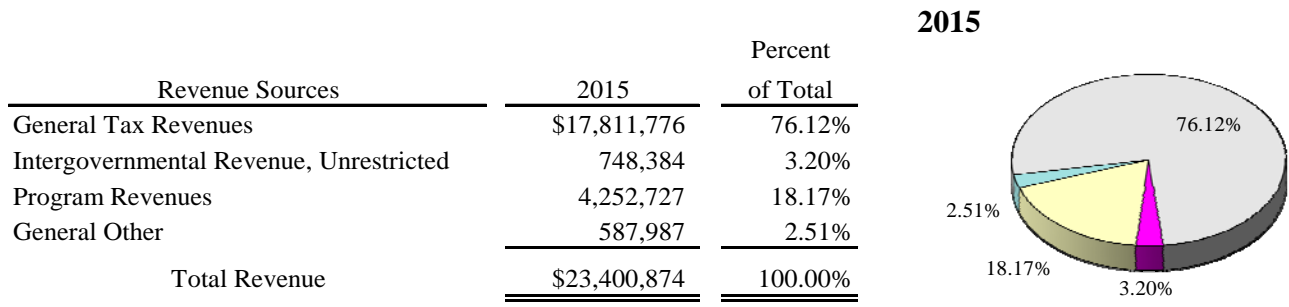 2015
Percent
Revenue Sources 2015 of Total
General Tax Revenues $17,811,776 76.12%
Intergovernmental Revenue, Unrestricted 748,384 3.20%
Program Revenues 4,252,727 18.17%
General Other 587,987 2.51%
Total Revenue $23,400,874 100.00%
76.12%
2.51%
18.17%
3.20%